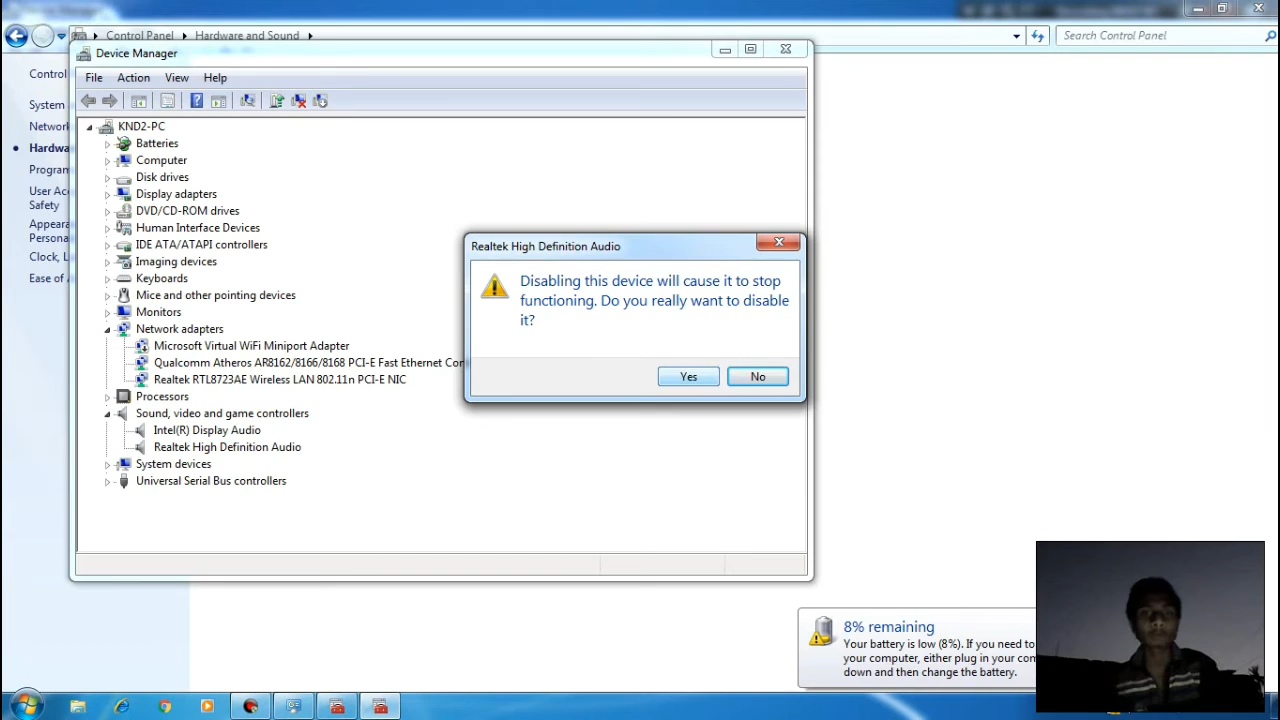 Control Panel
Hardware and Sound
Search Control Panel
Device Manager
Control
File
Action
View
Help
System
Network
Hardwa
Program
User Ac
Safety
Appeara
Persona
Clock, L
Ease of
KND2-PC
Batteries
Computer
Disk drives
Display adapters
DVD/CD-ROM drives
Human Interface Devices
IDE ATA/ATAPI controllers
Imaging devices
Keyboards
Mice and other pointing devices
Monitors
Network adapters
Microsoft Virtual WiFi Miniport Adapter
Qualcomm Atheros AR8162/8166/8168 PCI-E Fast Ethernet Con
Realtek RTL8723AE Wireless LAN 802.11n PCI-E NIC
Processors
Sound, video and game controllers
Intel(R) Display Audio
Realtek High Definition Audio
System devices
Universal Serial Bus controllers
Realtek High Definition Audio
Disabling this device will cause it to stop
functioning. Do you really want to disable
it?
Yes
No
8% remaining
Your battery is low (8%). If you need to
your computer, either plug in your com
down and then change the battery.